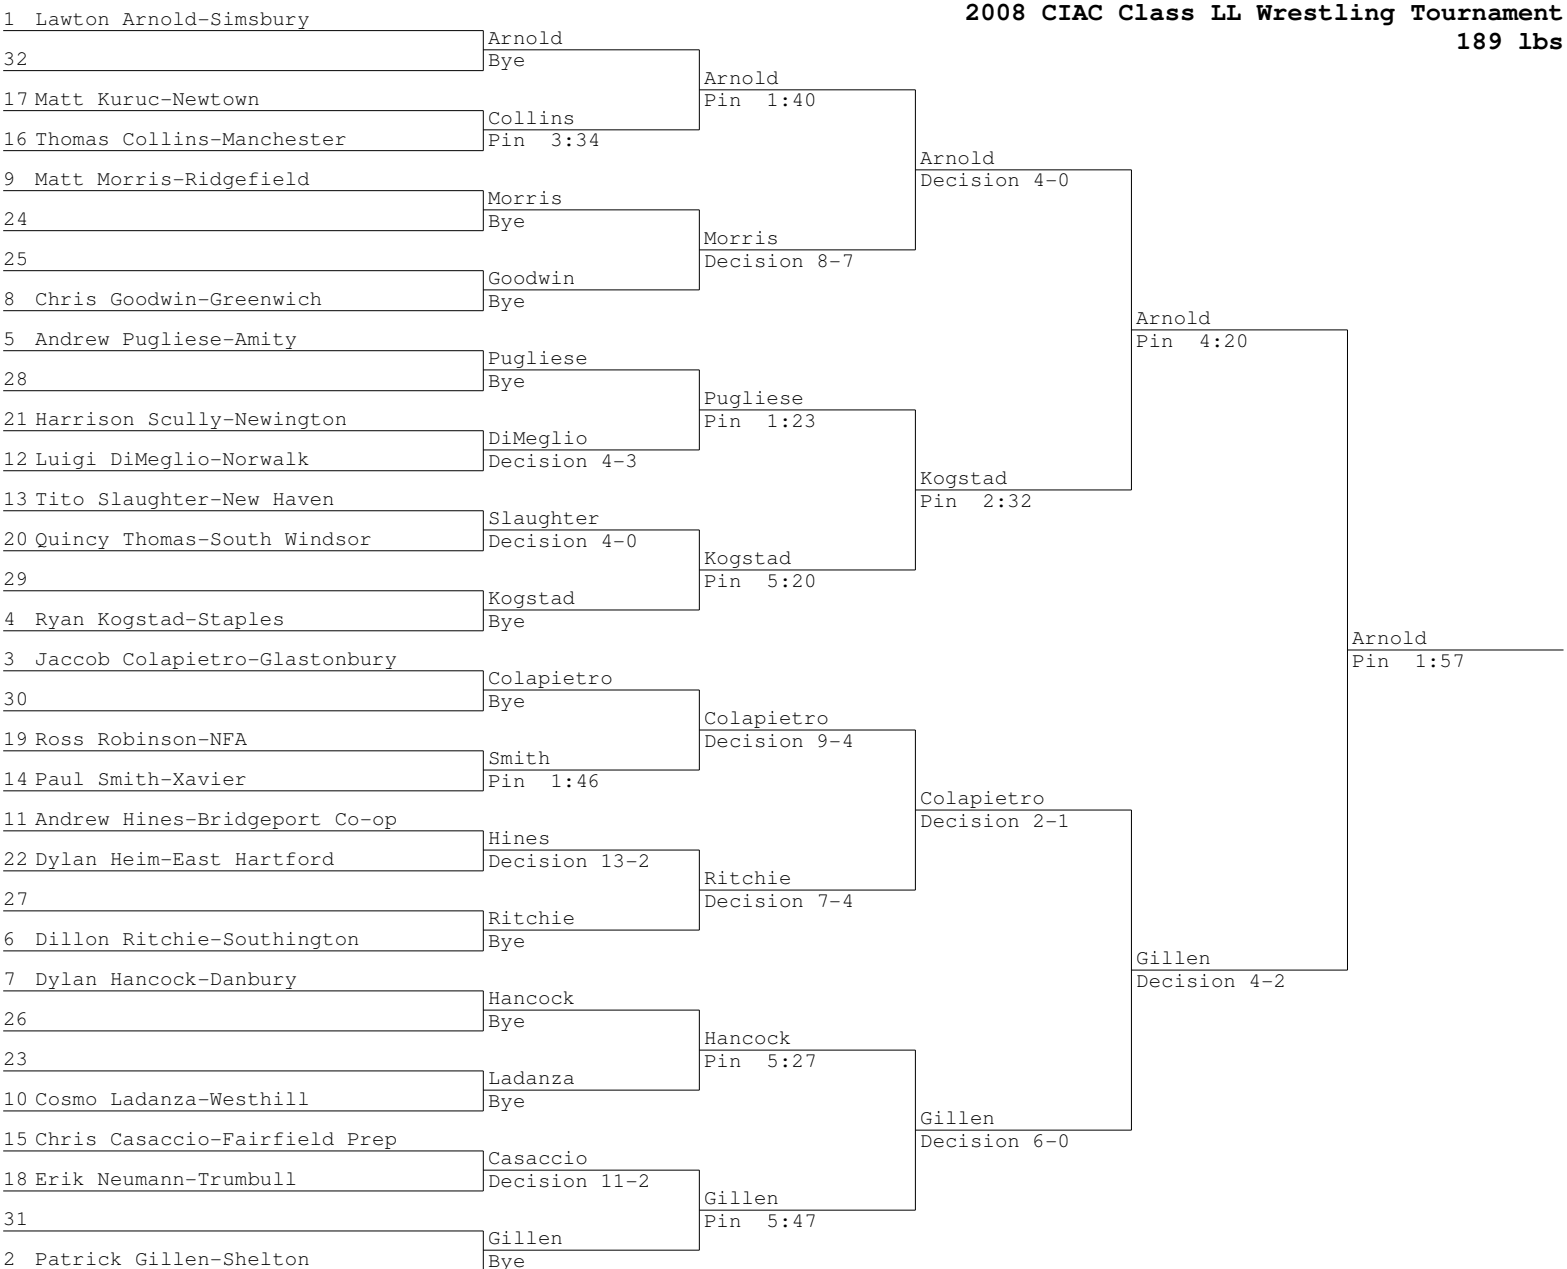 2008 CIAC Class LL Wrestling Tournament
189 lbs
1 Lawton Arnold-Simsbury
32
17 Matt Kuruc-Newtown
16 Thomas Collins-Manchester
9 Matt Morris-Ridgefield
24
25
8 Chris Goodwin-Greenwich
5 Andrew Pugliese-Amity
28
21 Harrison Scully-Newington
12 Luigi DiMeglio-Norwalk
13 Tito Slaughter-New Haven
20 Quincy Thomas-South Windsor
29
4 Ryan Kogstad-Staples
3 Jaccob Colapietro-Glastonbury
30
19 Ross Robinson-NFA
14 Paul Smith-Xavier
11 Andrew Hines-Bridgeport Co-op
22 Dylan Heim-East Hartford
27
6 Dillon Ritchie-Southington
7 Dylan Hancock-Danbury
26
23
10 Cosmo Ladanza-Westhill
15 Chris Casaccio-Fairfield Prep
18 Erik Neumann-Trumbull
31
2 Patrick Gillen-Shelton
Arnold
Bye
Collins
Pin 3:34
Morris
Bye
Goodwin
Bye
Pugliese
Bye
DiMeglio
Decision 4-3
Slaughter
Decision 4-0
Kogstad
Bye
Colapietro
Bye
Smith
Pin 1:46
Hines
Decision 13-2
Ritchie
Bye
Hancock
Bye
Ladanza
Bye
Casaccio
Decision 11-2
Gillen
Bye
Arnold
Pin 1:40
Morris
Decision 8-7
Pugliese
Pin 1:23
Kogstad
Pin 5:20
Colapietro
Decision 9-4
Ritchie
Decision 7-4
Hancock
Pin 5:27
Gillen
Pin 5:47
Arnold
Decision 4-0
Kogstad
Pin 2:32
Colapietro
Decision 2-1
Gillen
Decision 6-0
Arnold
Pin 4:20
Gillen
Decision 4-2
Arnold
Pin 1:57